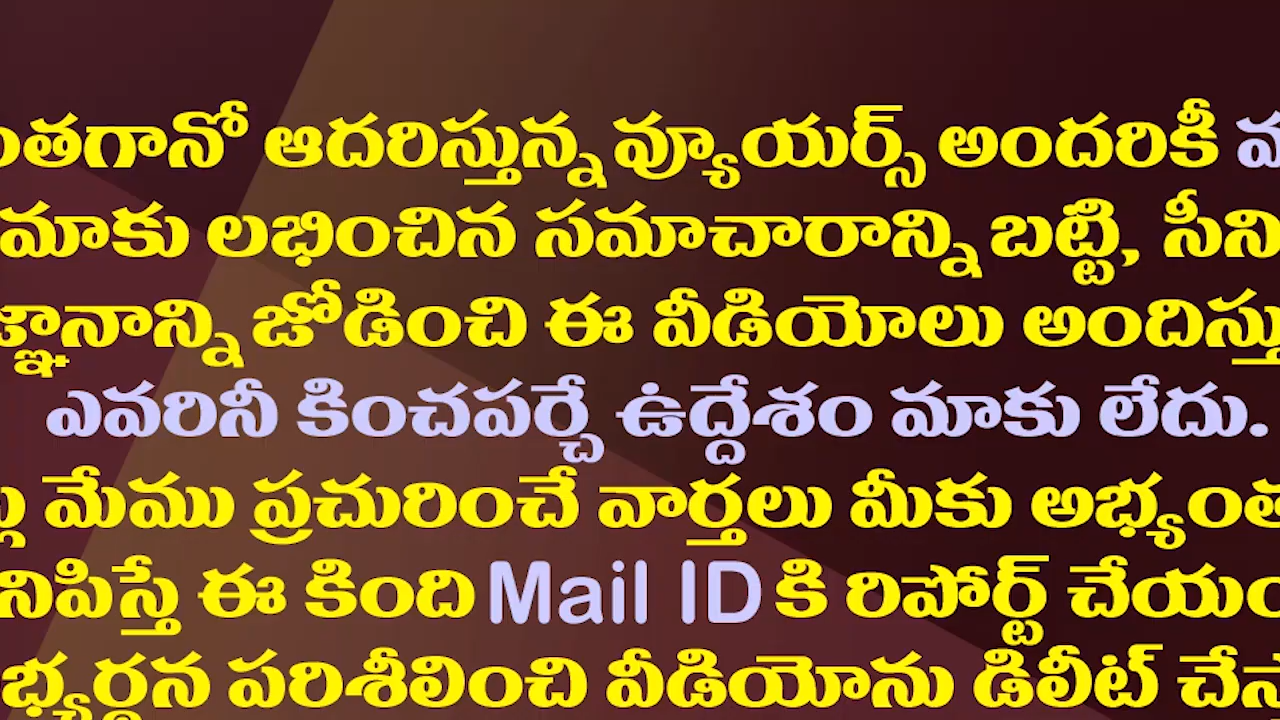 ంతగానో ఆదరిస్తున్న వ్యూయర్స్ అందరికీ
మాకు లభించిన సమాచారాన్ని బట్టి, సీని
జ్ఞానాన్ని జోడించి ఈ వీడియోలు అందిస్తు
ఎవరినీ కించపర్చే ఉద్దేశం మాకు లేదు.
మేము ప్రచురించే వార్తలు మీకు అభ్యంత
నిపిస్తే ఈ కింది Mail ID కి రిపోర్ట్ చేయం
భ్యర్థన పరిశీలించి వీడియోను డిలీట్ చేస